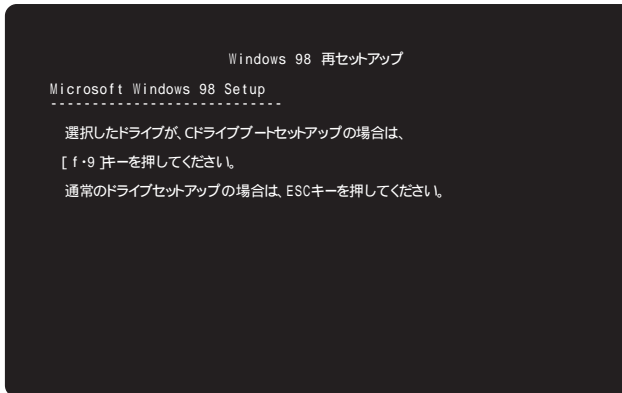 Windows 98 再セットアップ
Microsoft Windows 98 Setup
----------------------------
選択したドライブが、Cドライブブートセットアップの場合は、
[ f・9 ]キーを押してください。
通常のドライブセットアップの場合は、ESCキーを押してください。